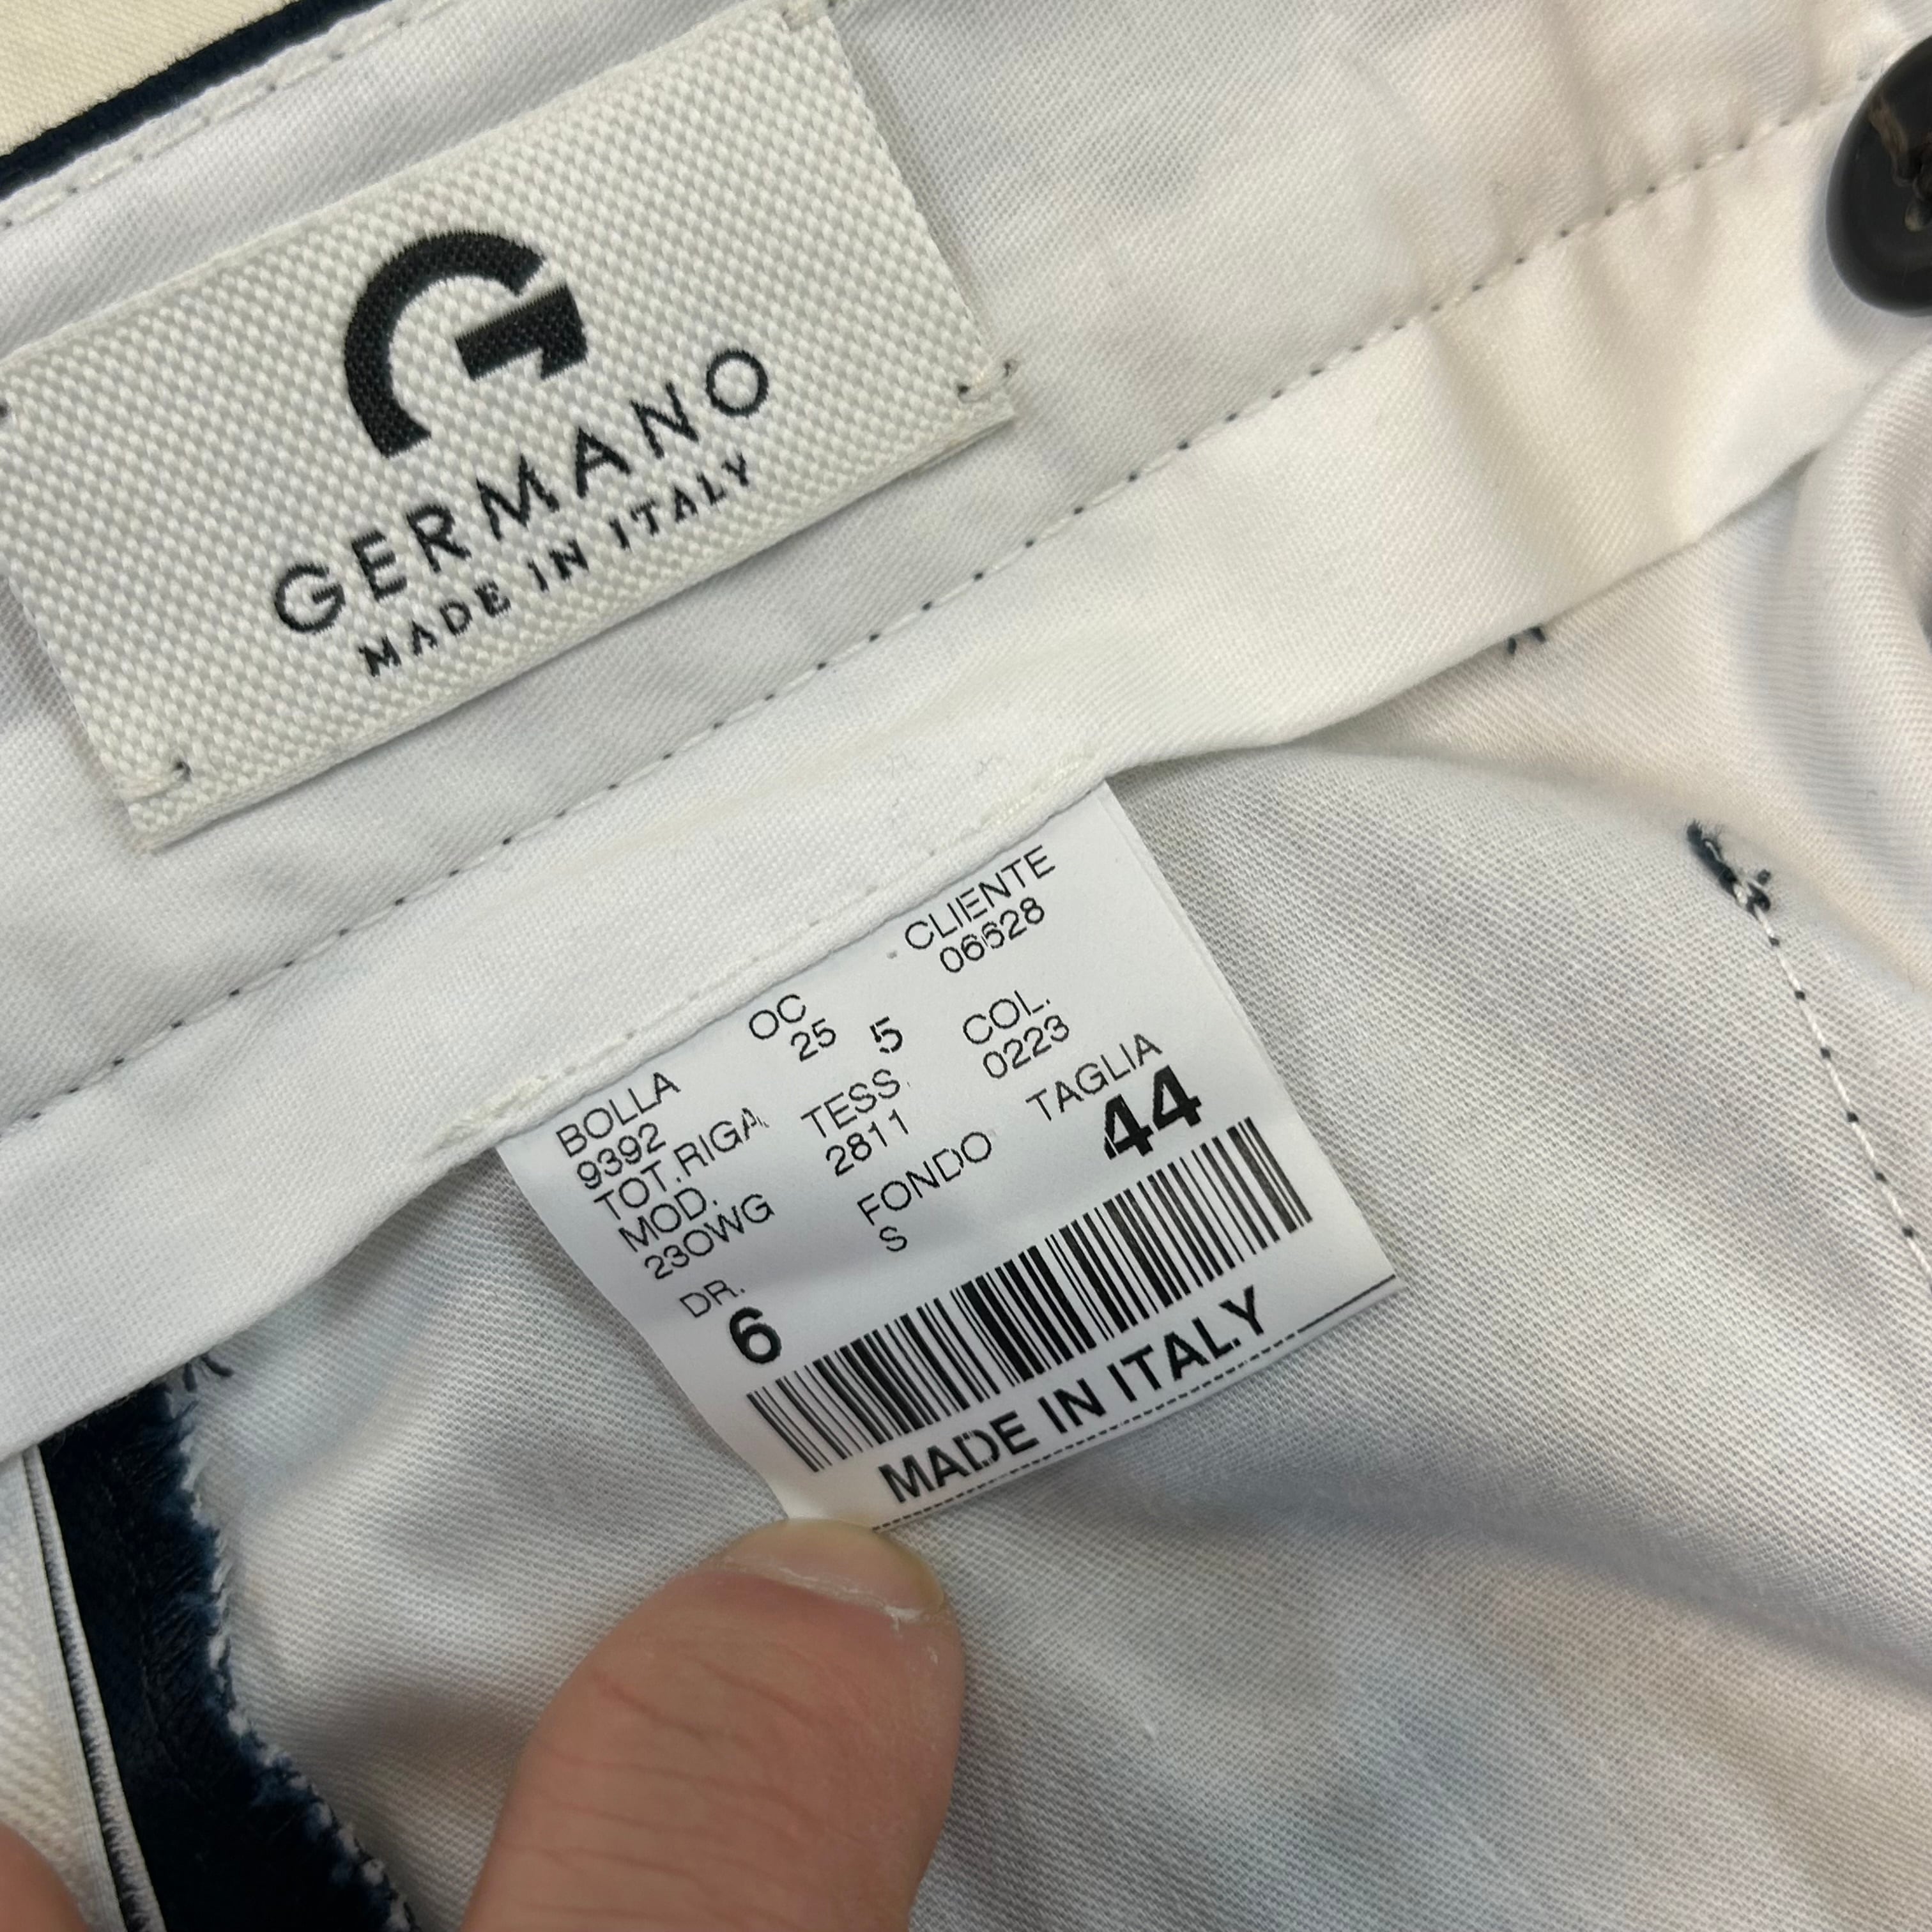 GERMANO
MADE IN ITALY
CLIENTE
06628
OC
25 5
COL.
0223
BOLLA
9392
TOT.RIGA
TESS.
2811
TAGLIA
44
MOD.
23OWG
FONDO
S
DR.
6
MADE IN ITALY